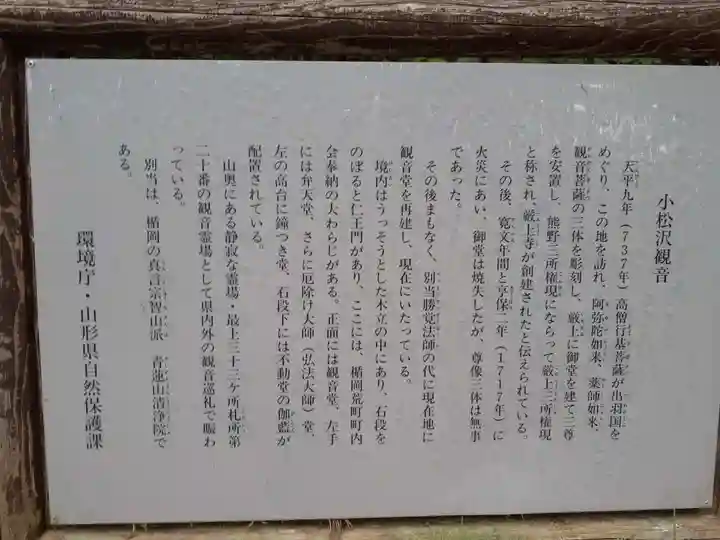 小松沢観音
天平九年（737年）高僧行基菩薩が出羽国を
めぐり、この地を訪れ、阿弥陀如来、薬師如来、
観音菩薩の三体を彫刻し、巌上に御堂を建て三尊
を安置し、熊野三所権現にならって巌上三所権現
と称され、巌上寺が創建されたと伝えられている。
その後、寛文年間と享保二年（1717年）に
火災にあい、御堂は焼失したが、尊像三体は無事
であった。
その後まもなく、別当勝覚法師の代に現在地に
観音堂を再建し、現在にいたっている。
境内はうっそうとした木立の中にあり、石段を
のぼると仁王門があり、ここには、楯岡荒町町内
会奉納の大わらじがある。正面には観音堂、左手
には弁天堂、さらに厄除け大師（弘法大師）堂、
左の高台に鐘つき堂、石段下には不動堂の伽藍が
配置されている。
山奥にある静寂な霊場・最上三十三ヶ所札所第
二十番の観音霊場として県内外の観音巡礼で賑わ
っている。
別当は、楯岡の真言宗智山派　青蓮山清浄院で
ある。
環境庁・山形県自然保護課